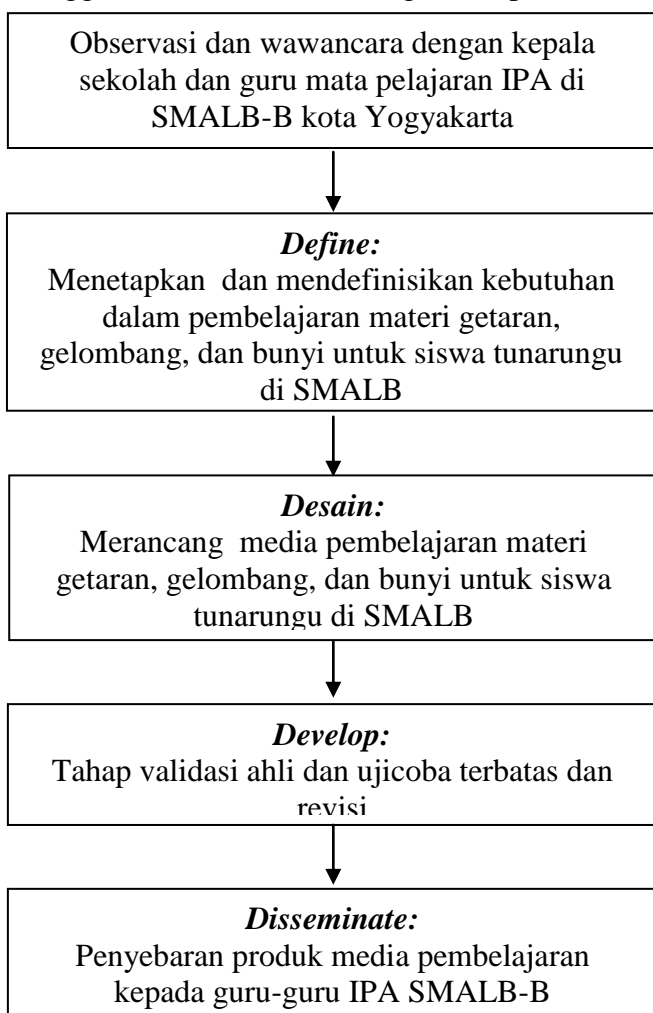 Observasi dan wawancara dengan kepala
sekolah dan guru mata pelajaran IPA di
SMALB-B kota Yogyakarta
Define:
Menetapkan dan mendefinisikan kebutuhan
dalam pembelajaran materi getaran,
gelombang, dan bunyi untuk siswa tunarungu
di SMALB
Desain:
Merancang media pembelajaran materi
getaran, gelombang, dan bunyi untuk siswa
tunarungu di SMALB
Develop:
Tahap validasi ahli dan ujicoba terbatas dan
revisi
Disseminate:
Penyebaran produk media pembelajaran
kepada guru-guru IPA SMALB-B